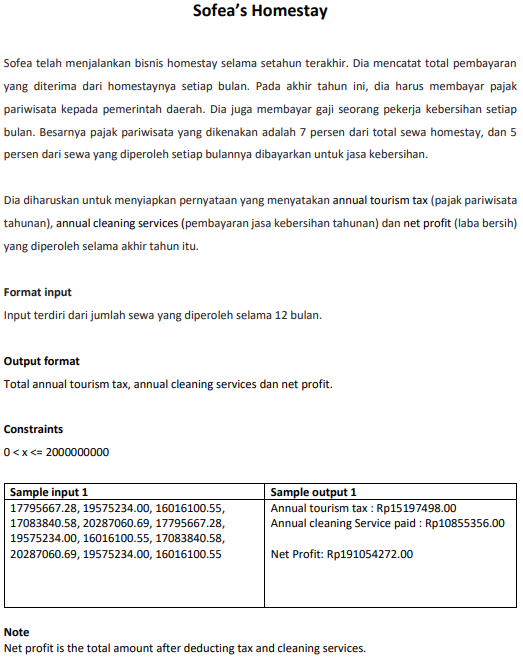 Sofea’s Homestay
Sofea telah menjalankan bisnis homestay selama setahun terakhir. Dia mencatat total pembayaran
yang diterima dari homestaynya setiap bulan. Pada akhir tahun ini, dia harus membayar pajak
pariwisata kepada pemerintah daerah. Dia juga membayar gaji seorang pekerja kebersihan setiap
bulan. Besarnya pajak pariwisata yang dikenakan adalah 7 persen dari total sewa homestay, dan 5
persen dari sewa yang diperoleh setiap bulannya dibayarkan untuk jasa kebersihan.
Dia diharuskan untuk menyiapkan pernyataan yang menyatakan annual tourism tax (pajak pariwisata
tahunan), annual cleaning services (pembayaran jasa kebersihan tahunan) dan net profit (laba bersih)
yang diperoleh selama akhir tahun itu.
Format input
Input terdiri dari jumlah sewa yang diperoleh selama 12 bulan.
Output format
Total annual tourism tax, annual cleaning services dan net profit.
Constraints
0 < x <= 2000000000
Sample input 1
17795667.28, 19575234.00, 16016100.55,
17083840.58, 20287060.69, 17795667.28,
19575234.00, 16016100.55, 17083840.58,
20287060.69, 19575234.00, 16016100.55
Sample output 1
Annual tourism tax : Rp15197498.00
Annual cleaning Service paid : Rp10855356.00
Net Profit: Rp191054272.00
Note
Net profit is the total amount after deducting tax and cleaning services.